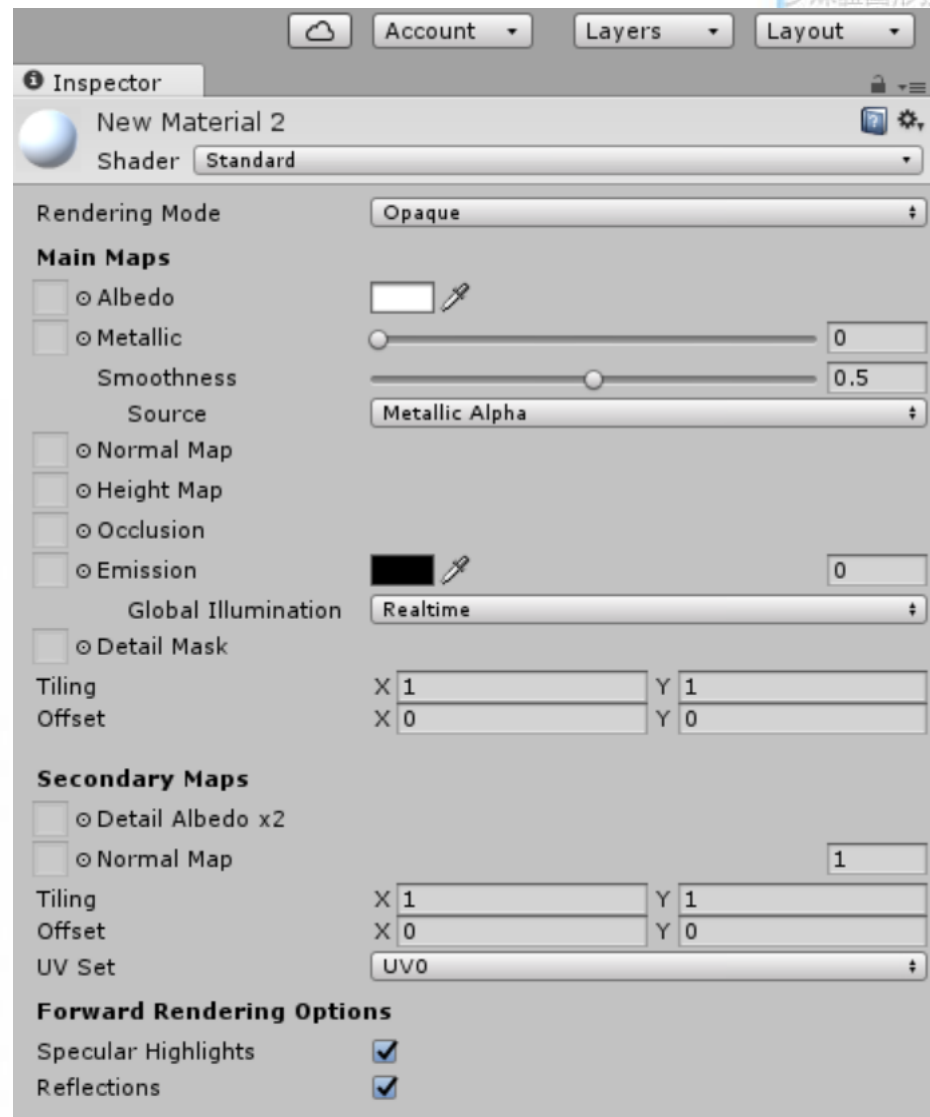 Account Layers Layout
Inspector
New Material 2
Shader Standard
Rendering Mode Opaque
Main Maps
Albedo
Metallic 0
Smoothness 0.5
Source Metallic Alpha
Normal Map
Height Map
Occlusion
Emission 0
Global Illumination Realtime
Detail Mask
Tiling X 1 Y 1
Offset X 0 Y 0
Secondary Maps
Detail Albedo x2
Normal Map 1
Tiling X 1 Y 1
Offset X 0 Y 0
UV Set UV0
Forward Rendering Options
Specular Highlights
Reflections